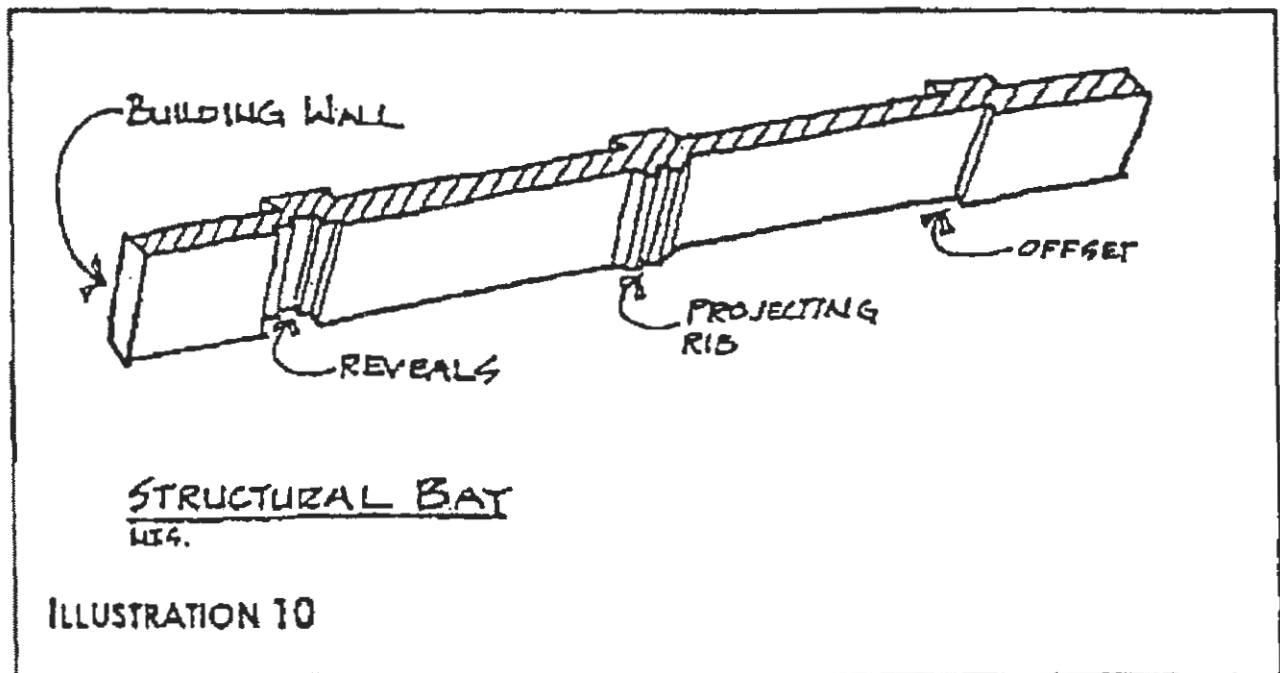 BUILDING WALL
OFFSET
PROJECTING
RIB
REVEALS
STRUCTURAL BAY
ILLUSTRATION 10